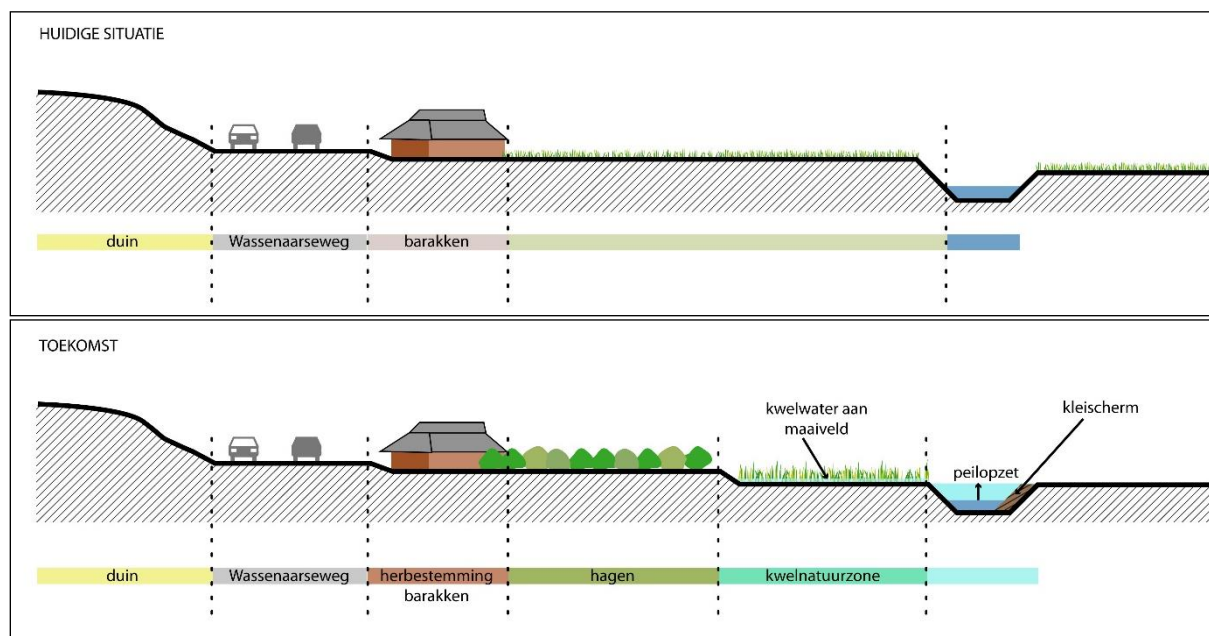 HUIDIGE SITUATIE
duin
Wassenaarseweg
barakken
TOEKOMST
kwelwater aan
maaiveld
kleischerm
peilopzet
duin
Wassenaarseweg
herbestemming
barakken
hagen
kwelnatuurzone